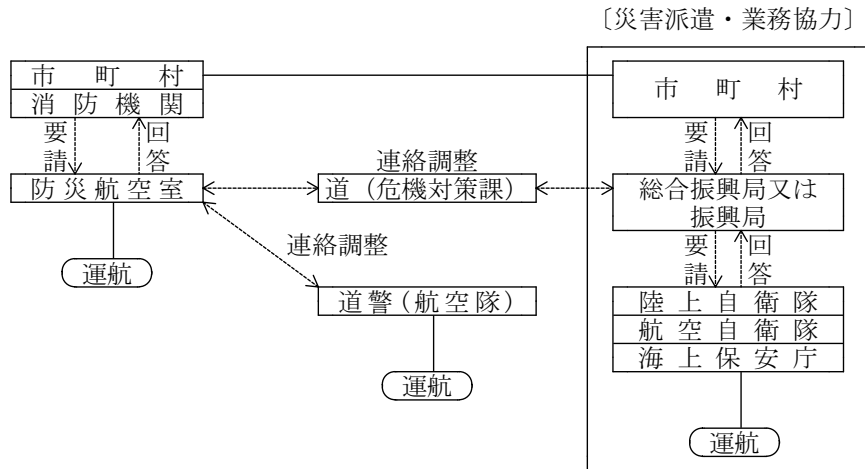 〔災害派遣・業務協力〕
市町村
消防機関
市町村
要請
回答
要請
回答
連絡調整
防災航空室
道（危機対策課）
総合振興局又は
振興局
連絡調整
要請
回答
運航
道警（航空隊）
陸上自衛隊
航空自衛隊
海上保安庁
運航
運航